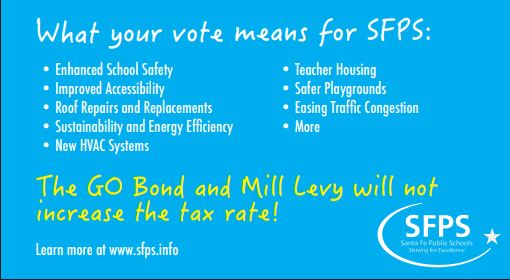 What your vote means for SFPS:
• Enhanced School Safety
• Improved Accessibility
• Roof Repairs and Replacements
• Sustainability and Energy Efficiency
• New HVAC Systems
• Teacher Housing
• Safer Playgrounds
• Easing Traffic Congestion
• More
The GO Bond and Mill Levy will not
increase the tax rate!
Learn more at www.sfps.info
SFPS
Santa Fe Public Schools
Striving for Excellence